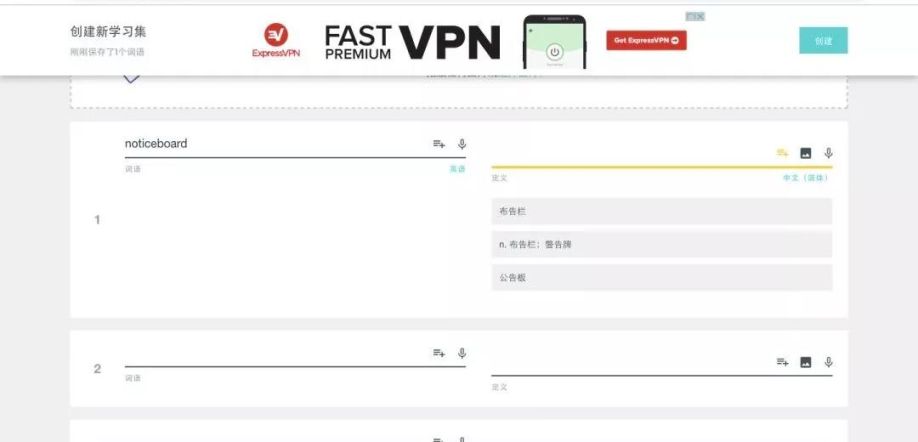 创建新学习集
刚刚保存了1个词语
ExpressVPN
FAST
PREMIUM
VPN
Get ExpressVPN
创建
noticeboard
词语
英语
定义
中文（简体）
1
布告栏
n. 布告栏；警告牌
公告板
2
词语
定义